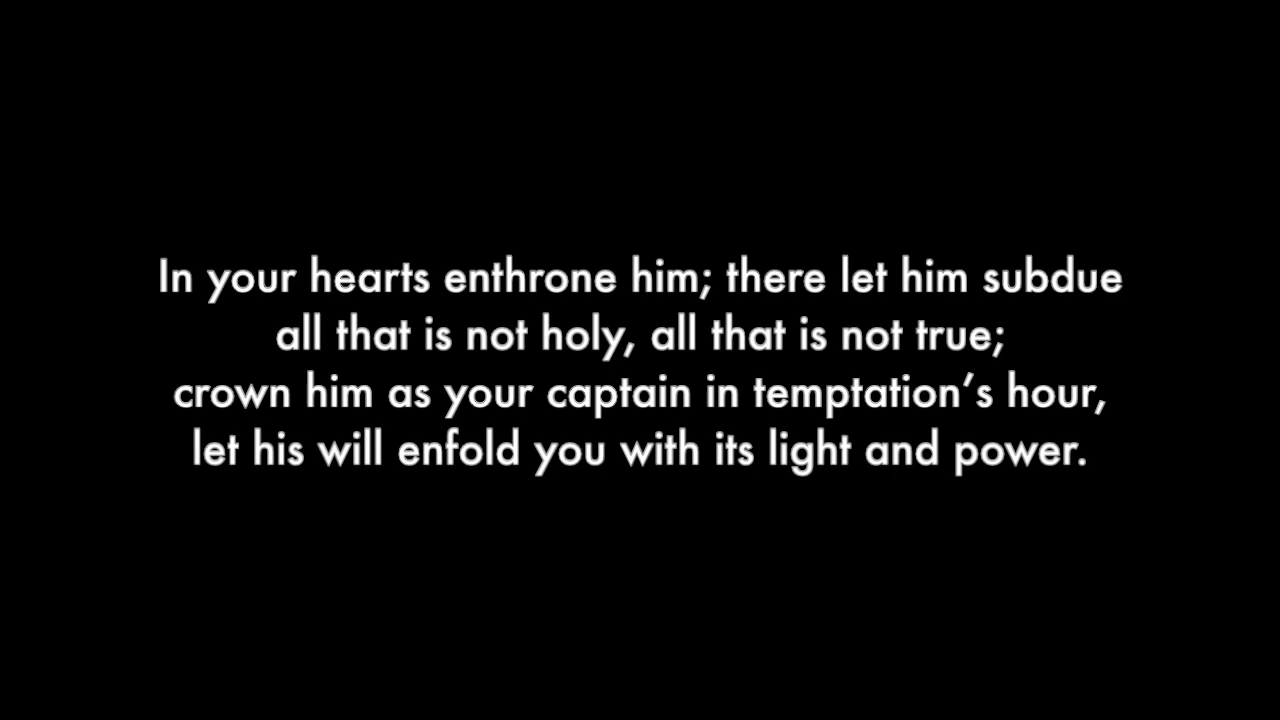 In your hearts enthrone him; there let him subdue
all that is not holy, all that is not true;
crown him as your captain in temptation’s hour,
let his will enfold you with its light and power.